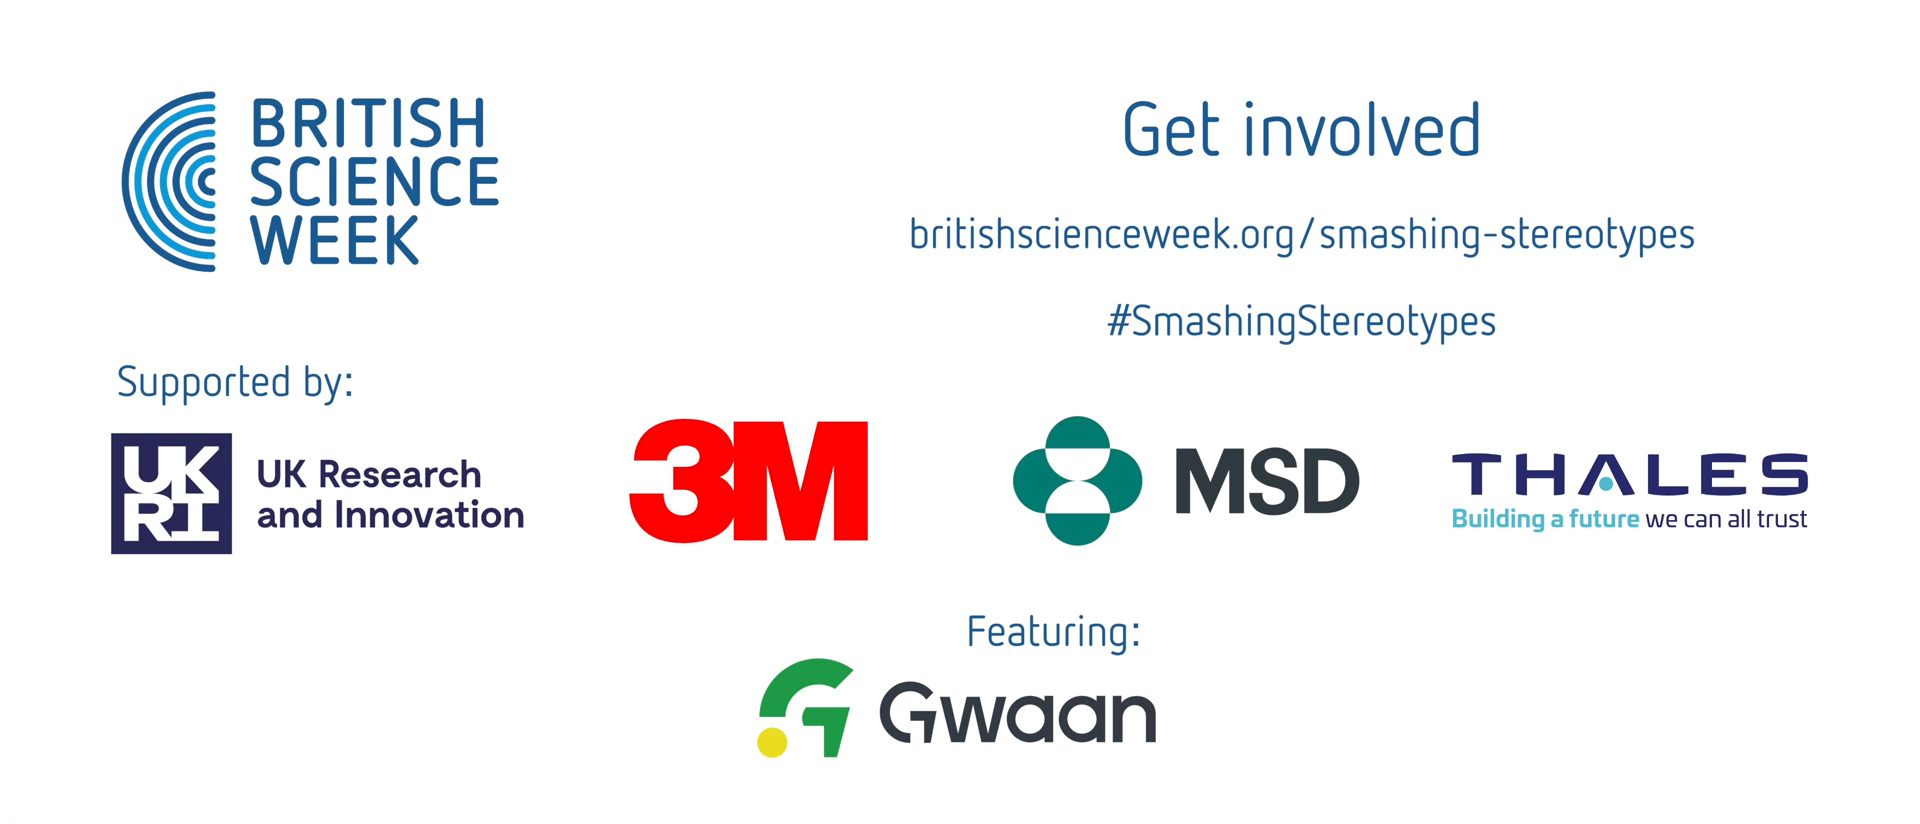 BRITISH
SCIENCE
WEEK
Get involved
britishscienceweek.org/smashing-stereotypes
#SmashingStereotypes
Supported by:
UK
RI
UK Research
and Innovation
3M
MSD
THALES
Building a future we can all trust
Featuring:
G Gwaan